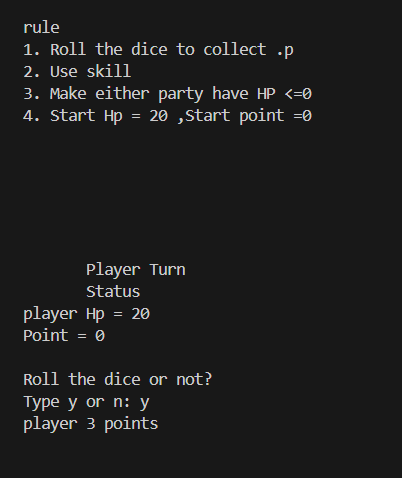 rule
1. Roll the dice to collect .p
2. Use skill
3. Make either party have HP <=0
4. Start Hp = 20 ,Start point =0
Player Turn
Status
player Hp = 20
Point = 0
Roll the dice or not?
Type y or n: y
player 3 points